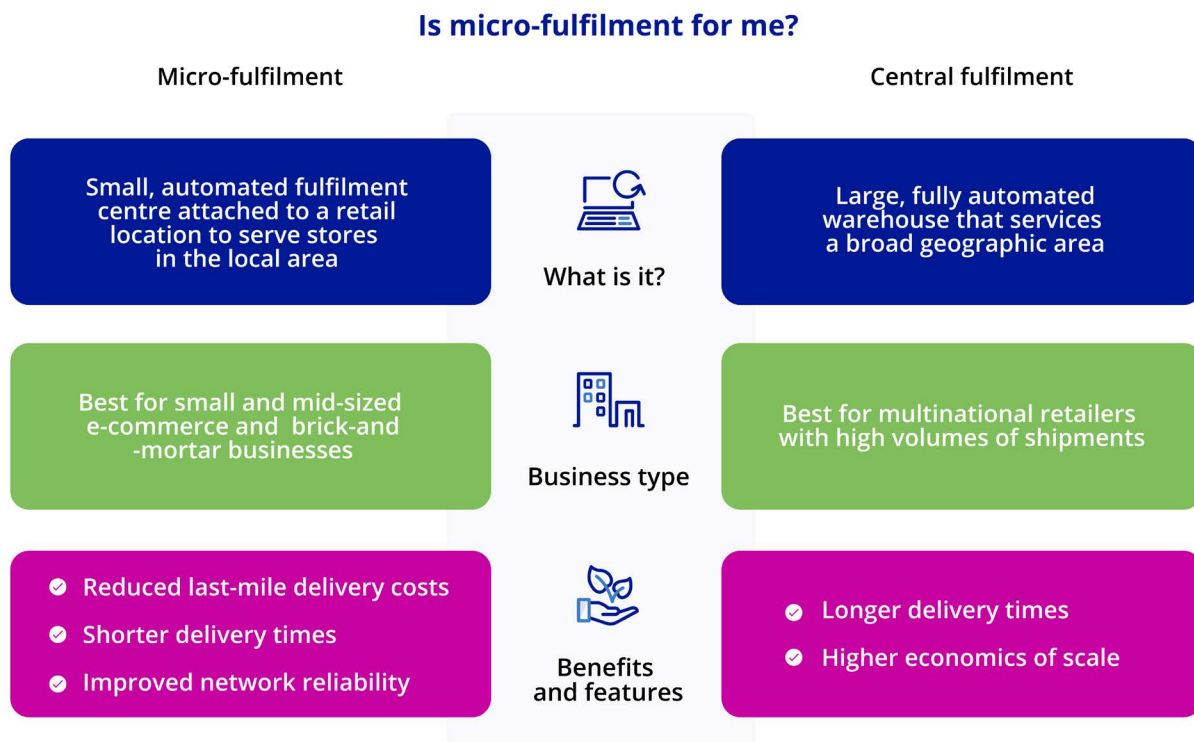 Is micro-fulfilment for me?
Micro-fulfilment
Central fulfilment
Small, automated fulfilment
centre attached to a retail
location to serve stores
in the local area
What is it?
Large, fully automated
warehouse that services
a broad geographic area
Best for small and mid-sized
e-commerce and brick-and
-mortar businesses
Business type
Best for multinational retailers
with high volumes of shipments
Reduced last-mile delivery costs
Shorter delivery times
Improved network reliability
Benefits
and features
Longer delivery times
Higher economics of scale